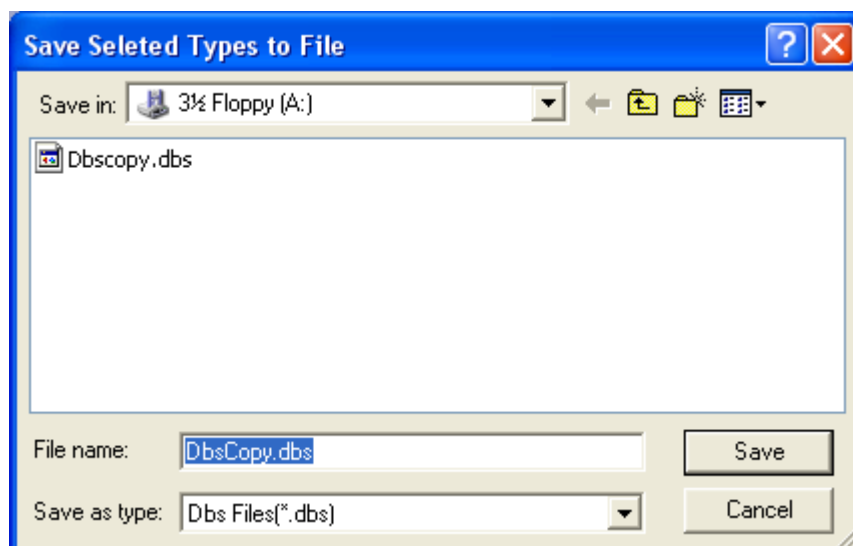 Save Seleted Types to File
Save in: 3½ Floppy (A:)
Dbscopy.dbs
File name: DbsCopy.dbs Save
Save as type: Dbs Files(*.dbs) Cancel